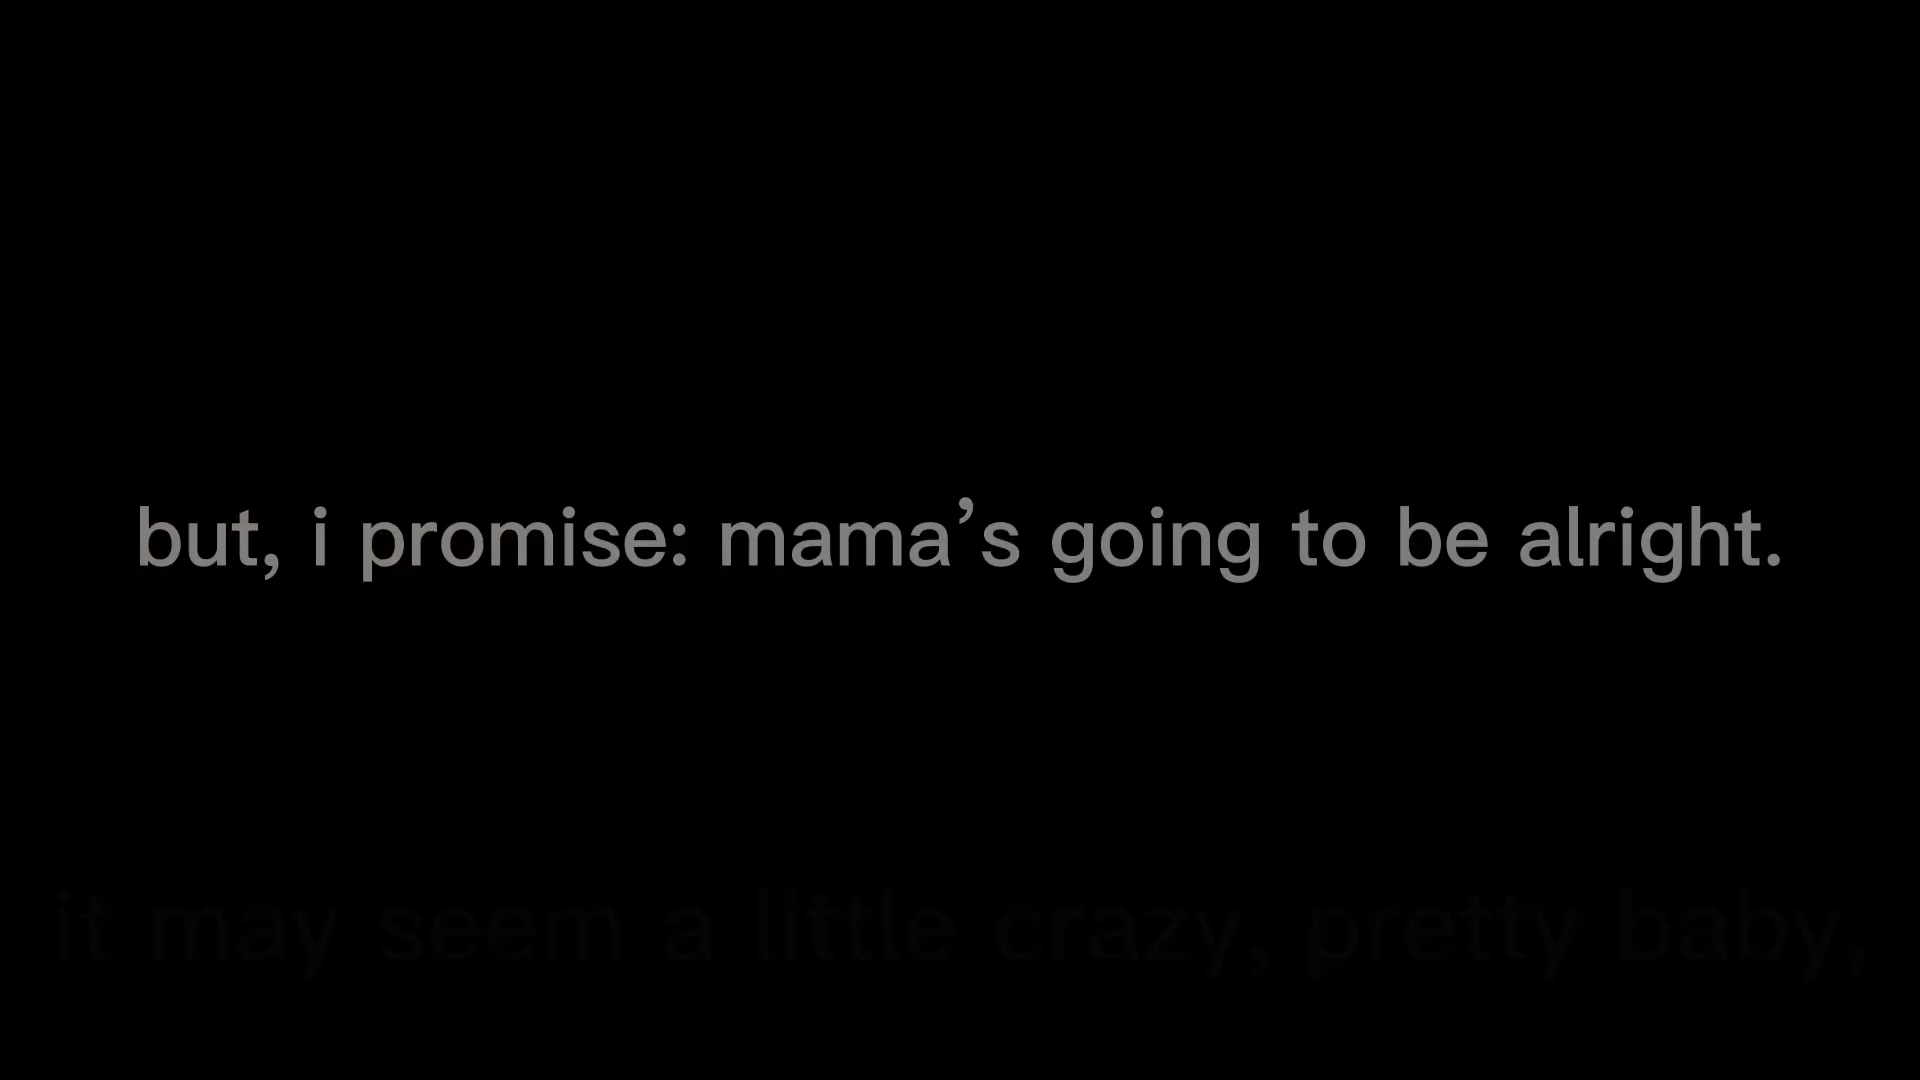 but, i promise: mama’s going to be alright.
it may seem a little crazy, pretty baby,